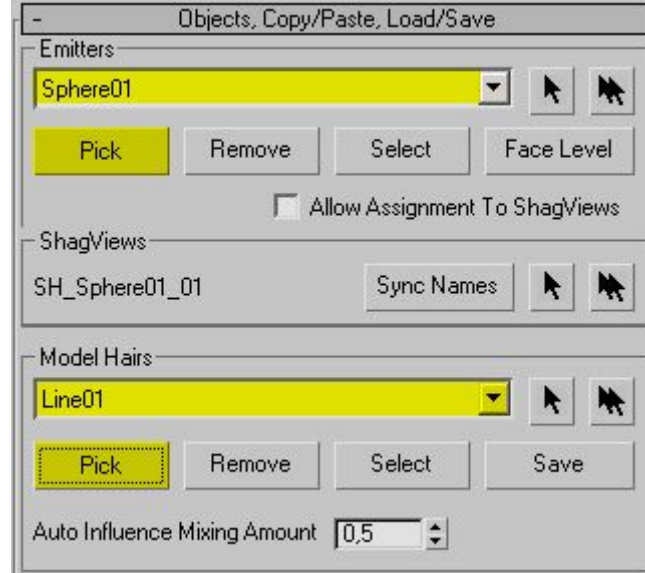 - Objects, Copy/Paste, Load/Save
Emitters
Sphere01
Pick Remove Select Face Level
Allow Assignment To ShagViews
ShagViews
SH_Sphere01_01 Sync Names
Model Hairs
Line01
Pick Remove Select Save
Auto Influence Mixing Amount 0,5